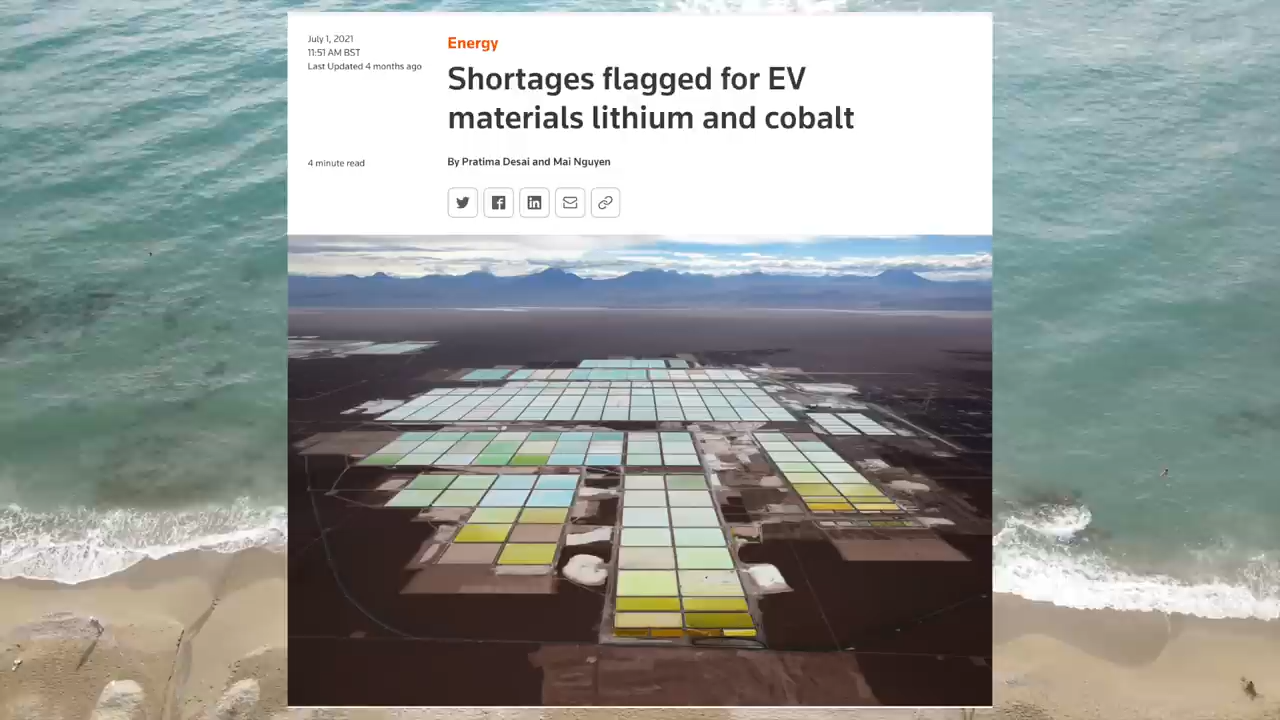 July 1, 2021
11:51 AM BST
Last Updated 4 months ago
Energy
Shortages flagged for EV
materials lithium and cobalt
4 minute read
By Pratima Desai and Mai Nguyen